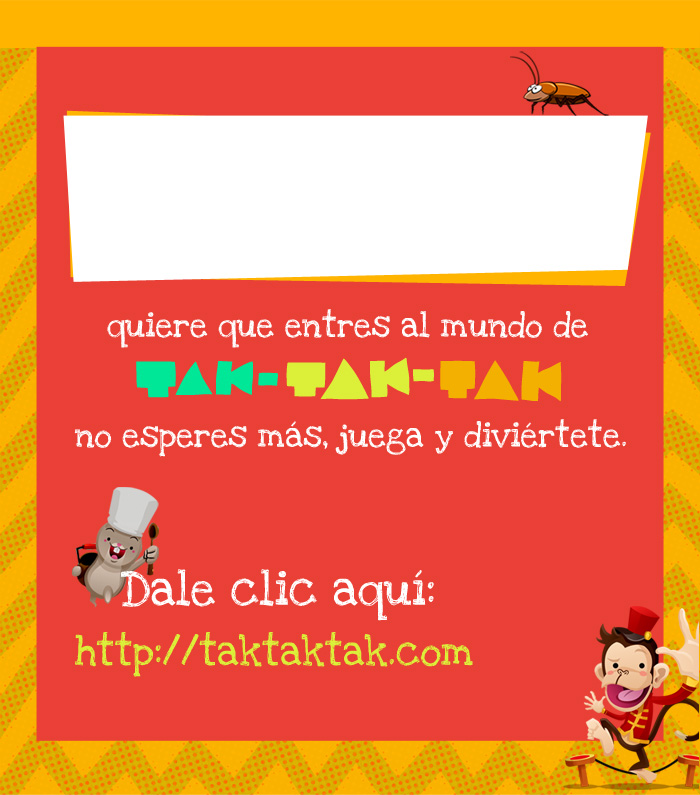 quiere que entres al mundo de
TAK-TAK-TAK
no esperes más, juega y diviértete.
Dale clic aquí:
http://taktaktak.com